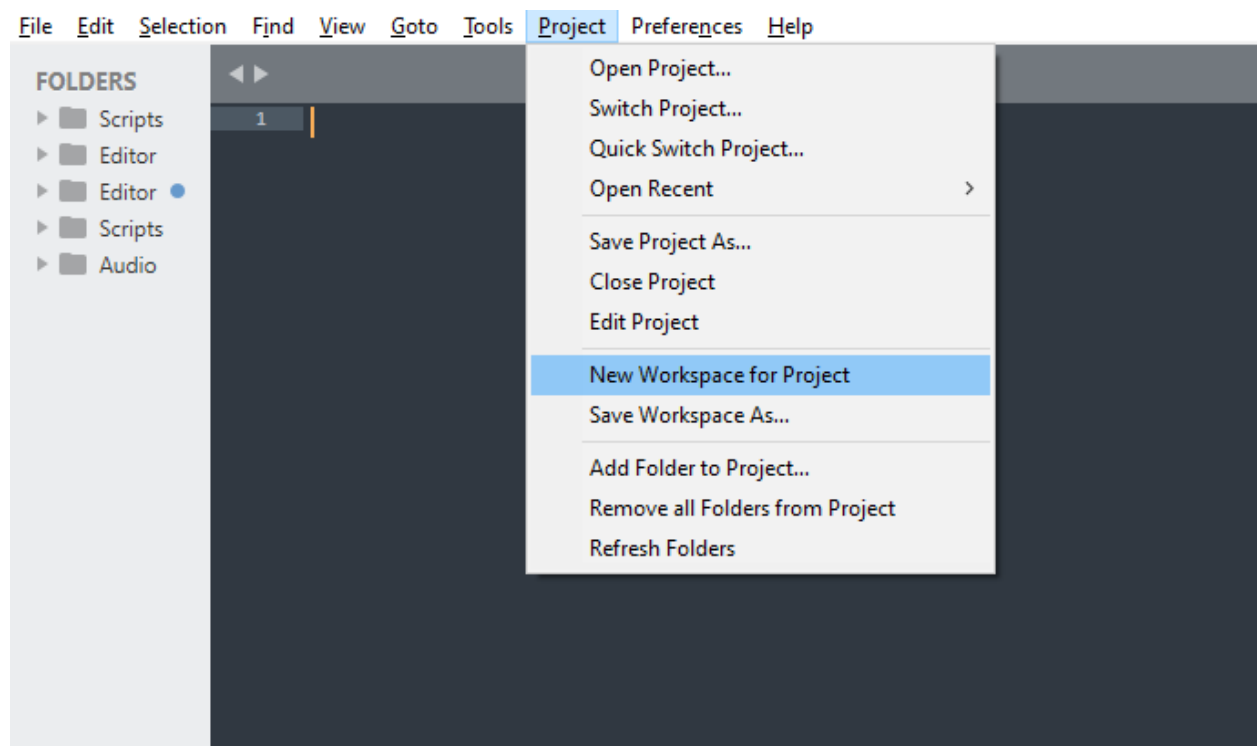 File Edit Selection Find View Goto Tools Project Preferences Help
FOLDERS
Scripts
Editor
Editor
Scripts
Audio
1
Open Project...
Switch Project...
Quick Switch Project...
Open Recent
Save Project As...
Close Project
Edit Project
New Workspace for Project
Save Workspace As...
Add Folder to Project...
Remove all Folders from Project
Refresh Folders